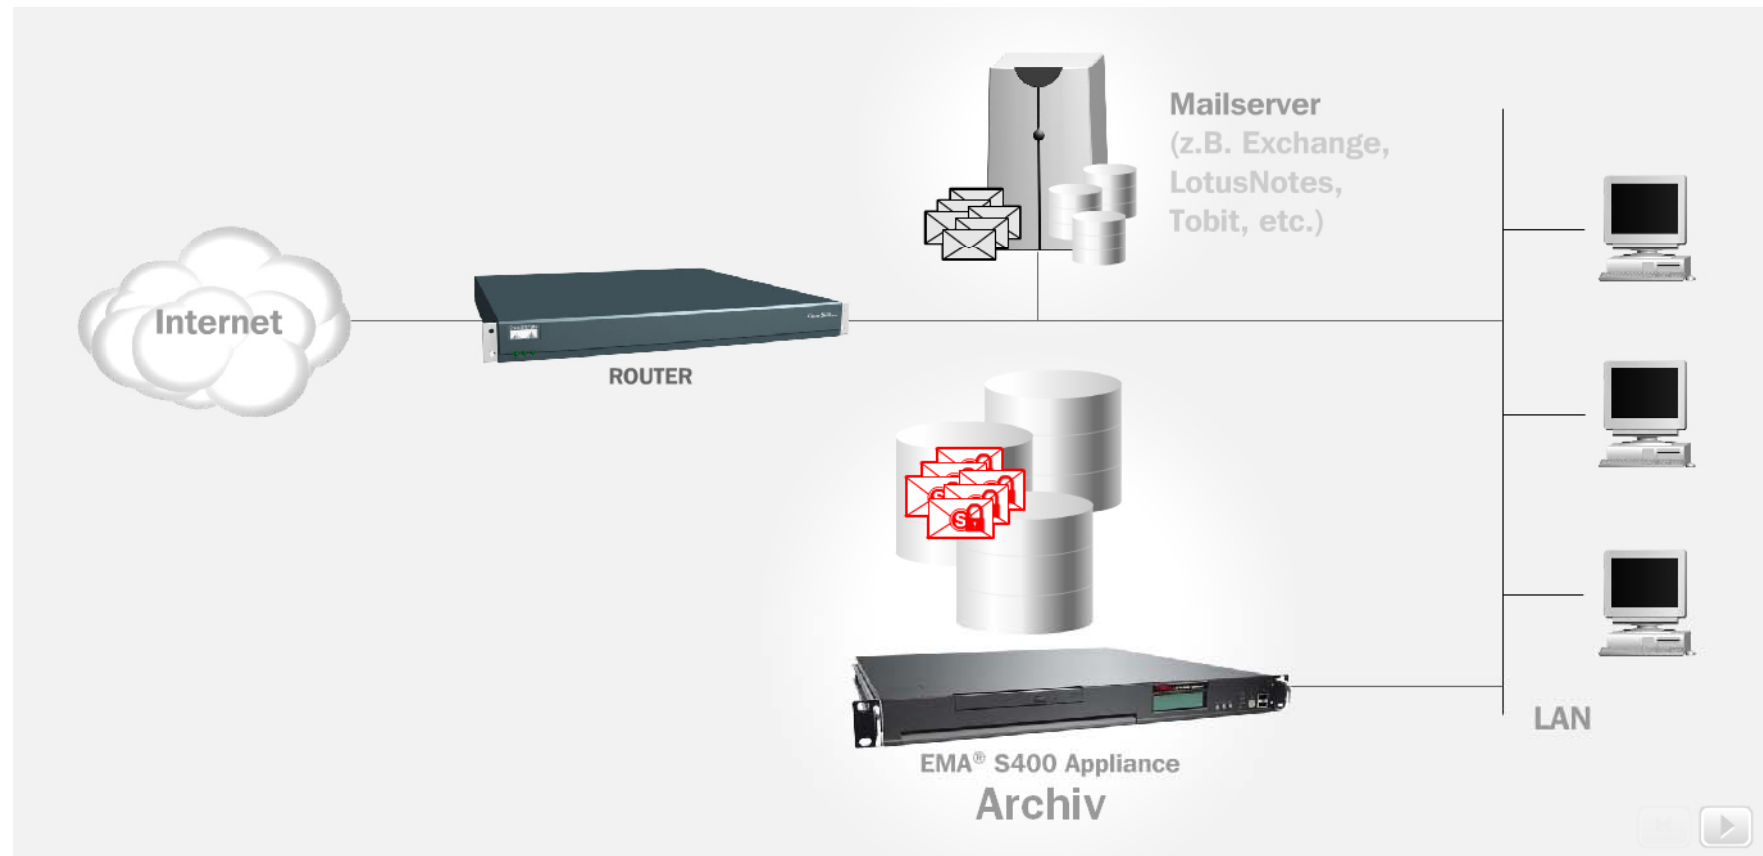 Mailserver
(z.B. Exchange,
LotusNotes,
Tobit, etc.)
Internet
ROUTER
S
LAN
EMA® S400 Appliance
Archiv